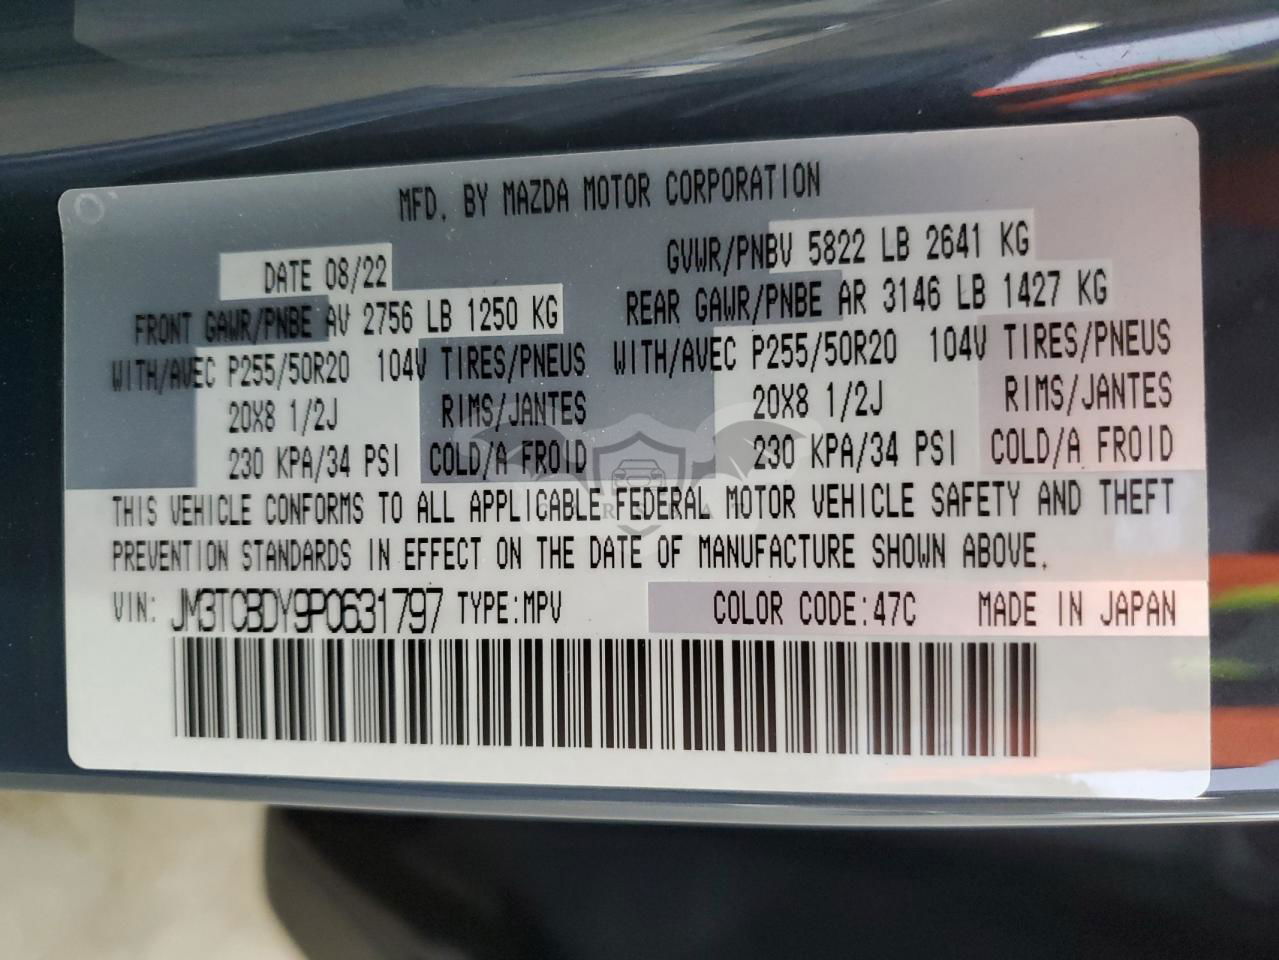 MFD. BY MAZDA MOTOR CORPORATION
DATE 08/22 GVWR/PNBV 5822 LB 2641 KG
FRONT GAWR/PNBE AV 2756 LB 1250 KG REAR GAWR/PNBE AR 3146 LB 1427 KG
WITH/AVEC P255/50R20 104V TIRES/PNEUS WITH/AVEC P255/50R20 104V TIRES/PNEUS
20X8 1/2J RIMS/JANTES 20X8 1/2J RIMS/JANTES
230 KPA/34 PSI COLD/A FROID 230 KPA/34 PSI COLD/A FROID
THIS VEHICLE CONFORMS TO ALL APPLICABLE FEDERAL MOTOR VEHICLE SAFETY AND THEFT
PREVENTION STANDARDS IN EFFECT ON THE DATE OF MANUFACTURE SHOWN ABOVE.
VIN: JM3TCBDY9P0631797 TYPE:MPV COLOR CODE:47C MADE IN JAPAN